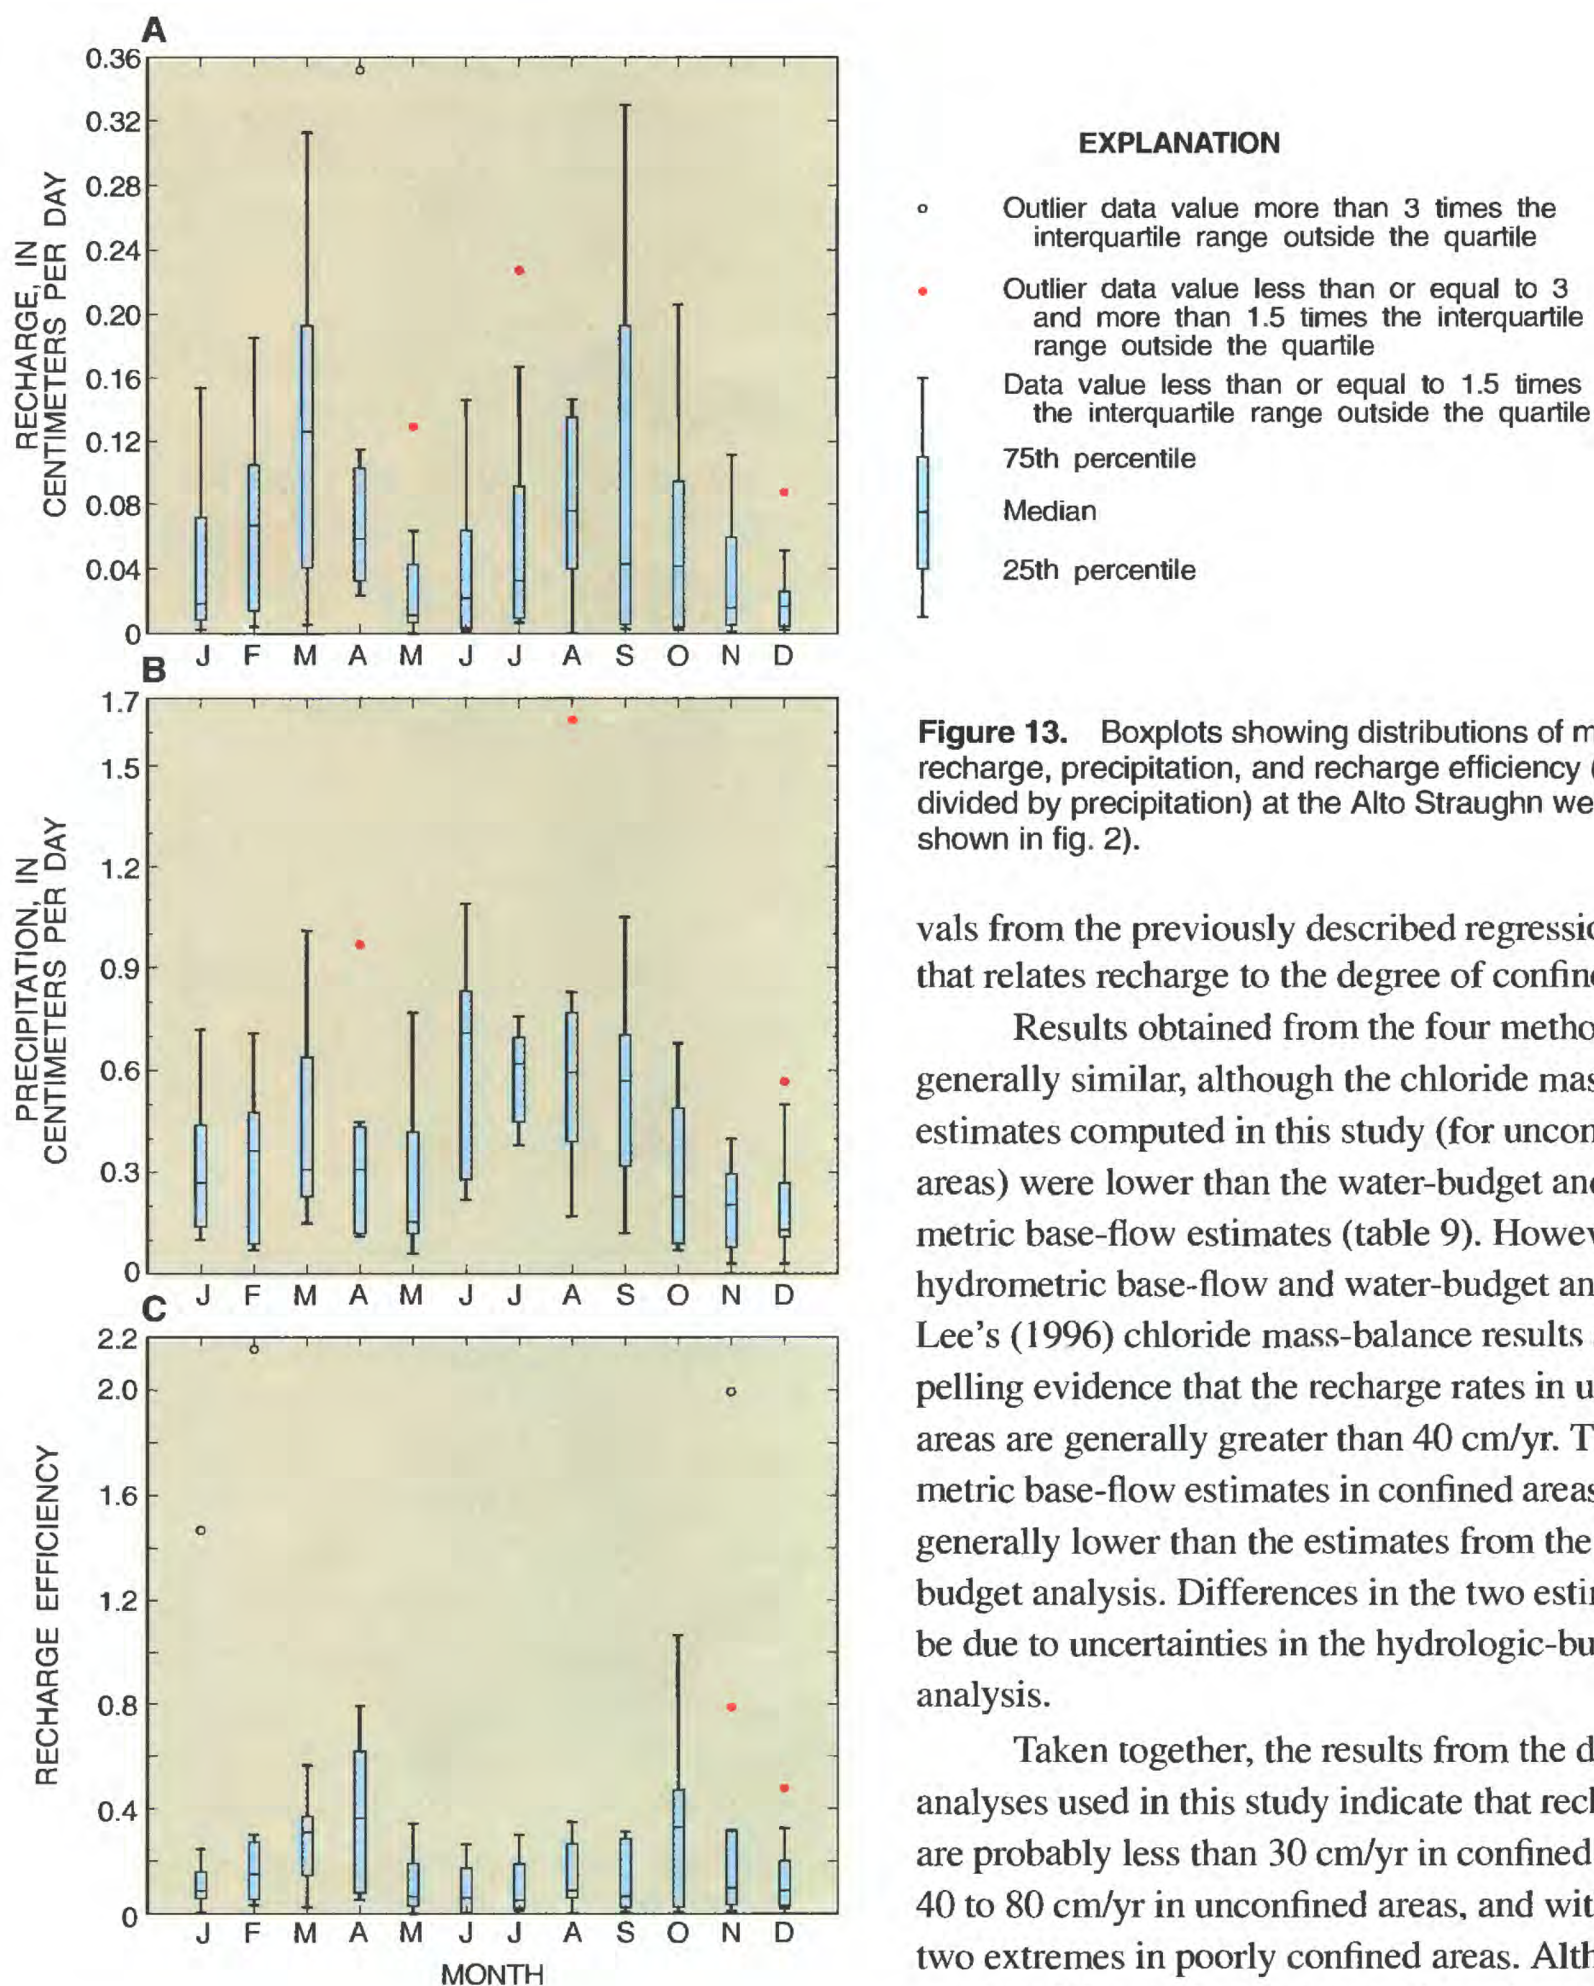 A
0.36
0.32
0.28
0.24
0.20
0.16
0.12
0.08
0.04
0
RECHARGE, IN
CENTIMETERS PER DAY
J F M A M J J A S O N D
B
1.7
1.5
1.2
0.9
0.6
0.3
0
PRECIPITATION, IN
CENTIMETERS PER DAY
J F M A M J J A S O N D
C
2.2
2.0
1.6
1.2
0.8
0.4
0
RECHARGE EFFICIENCY
J F M A M J J A S O N D
MONTH
EXPLANATION
Outlier data value more than 3 times the
interquartile range outside the quartile
Outlier data value less than or equal to 3
and more than 1.5 times the interquartile
range outside the quartile
Data value less than or equal to 1.5 times
the interquartile range outside the quartile
75th percentile
Median
25th percentile
Figure 13. Boxplots showing distributions of m
recharge, precipitation, and recharge efficiency (
divided by precipitation) at the Alto Straughn we
shown in fig. 2).
vals from the previously described regressio
that relates recharge to the degree of confine
Results obtained from the four metho
generally similar, although the chloride mas
estimates computed in this study (for uncon
areas) were lower than the water-budget and
metric base-flow estimates (table 9). Howev
hydrometric base-flow and water-budget an
Lee's (1996) chloride mass-balance results
pelling evidence that the recharge rates in u
areas are generally greater than 40 cm/yr. T
metric base-flow estimates in confined areas
generally lower than the estimates from the
budget analysis. Differences in the two estin
be due to uncertainties in the hydrologic-bu
analysis.
Taken together, the results from the d
analyses used in this study indicate that recl
are probably less than 30 cm/yr in confined
40 to 80 cm/yr in unconfined areas, and wit
two extremes in poorly confined areas. Alth